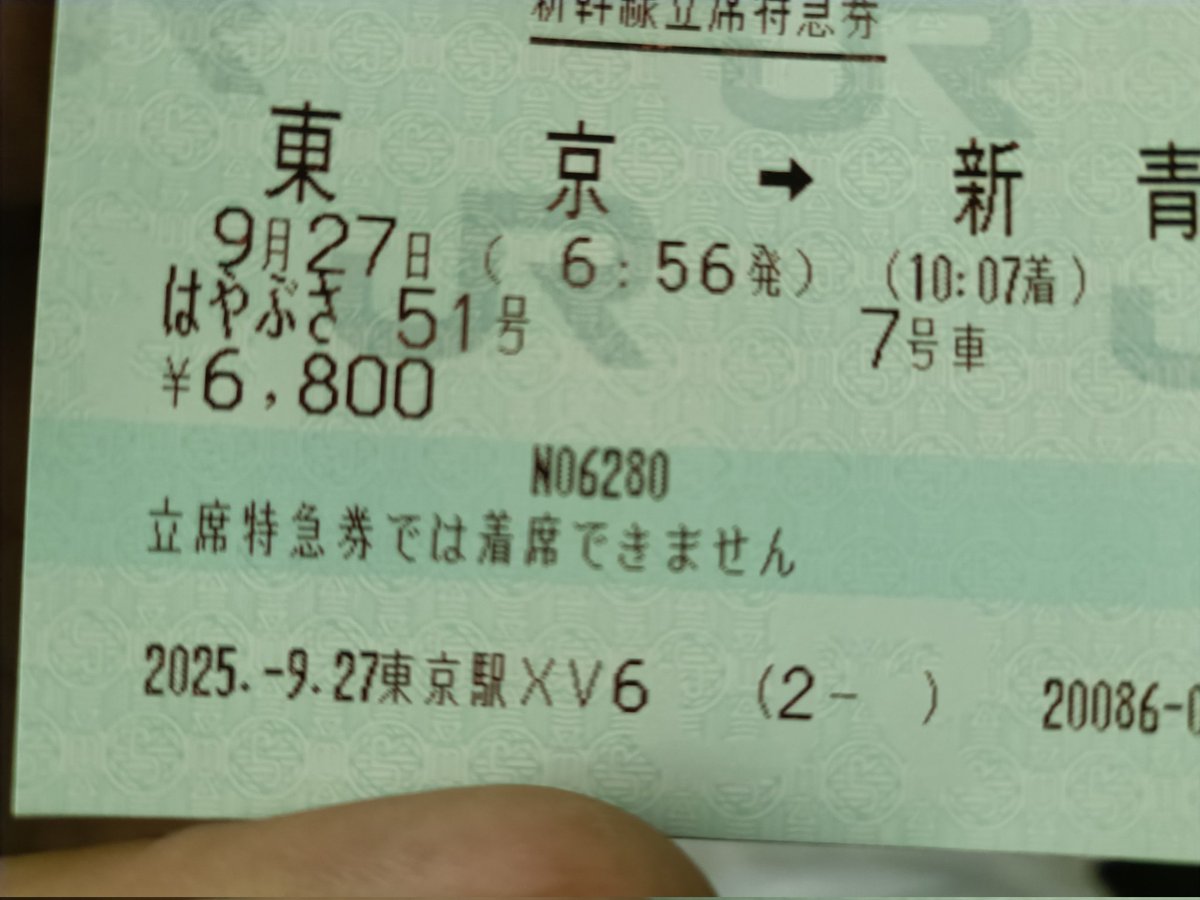 新幹線立席特急券
東 京 ➡ 新 青
9月27日 ( 6:56発) (10:07着)
はやぶさ 51号 7号車
¥6,800
N06280
立席特急券では着席できません
2025.-9.27東京駅XV6 (2- ) 20086-0